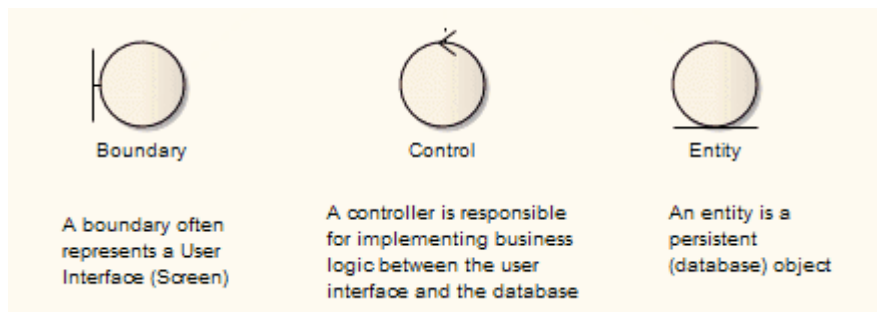 Boundary
Control
Entity
A boundary often
represents a User
Interface (Screen)
A controller is responsible
for implementing business
logic between the user
interface and the database
An entity is a
persistent
(database) object